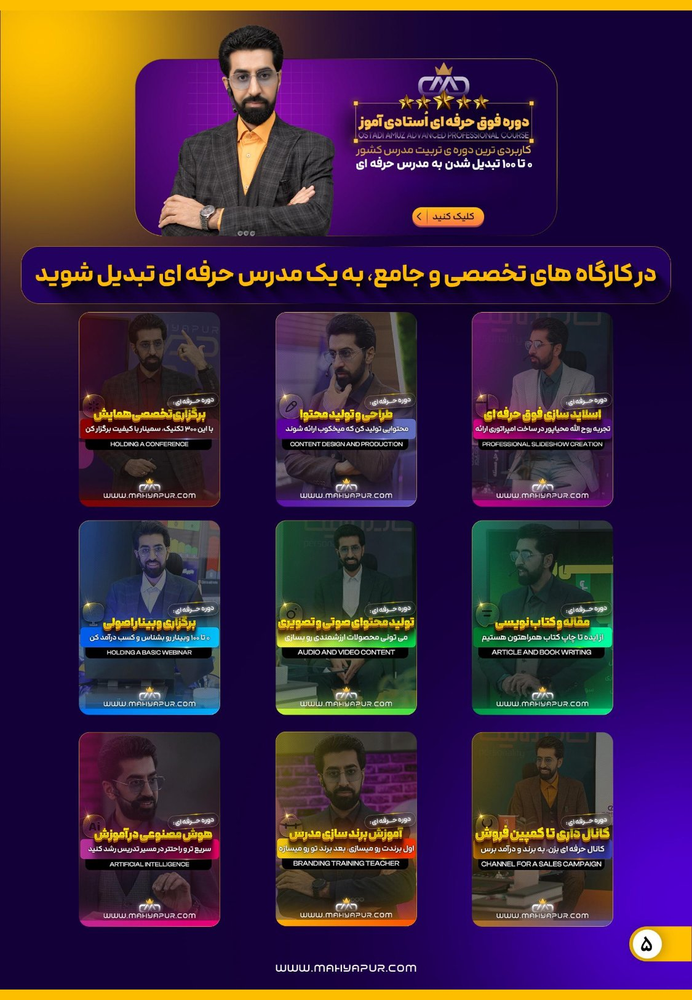 دوره فوق حرفه ای اُستادی آموز
OSTADI AMUZ ADVANCED PROFESSIONAL COURSE
کاربردی ترین دوره ی تربیت مدرس کشور
۰ تا ۱۰۰ تبدیل شدن به مدرس حرفه ای
کلیک کنید
در کارگاه های تخصصی و جامع، به یک مدرس حرفه ای تبدیل شوید
دوره حرفه ای:
اسلاید سازی فوق حرفه ای
تجربه روح الله محیاپور در ساخت امپراتوری ارائه
PROFESSIONAL SLIDESHOW CREATION
WWW.MAHYAPUR.COM
دوره حرفه ای:
طراحی و تولید محتوا
محتوایی تولید کن که میخکوب ارائه شوند
CONTENT DESIGN AND PRODUCTION
WWW.MAHYAPUR.COM
دوره حرفه ای:
برگزاری تخصصی همایش
با این ۳۰۰ تکنیک، سمینار با کیفیت برگزار کن
HOLDING A CONFERENCE
WWW.MAHYAPUR.COM
دوره حرفه ای:
مقاله و کتاب نویسی
از ایده تا چاپ کتاب همراهتون هستیم
ARTICLE AND BOOK WRITING
WWW.MAHYAPUR.COM
دوره حرفه ای:
تولید محتوای صوتی و تصویری
می تونی محصولات ارزشمندی رو بسازی
AUDIO AND VIDEO CONTENT
WWW.MAHYAPUR.COM
دوره حرفه ای:
برگزاری وبینار اصولی
۰ تا ۱۰۰ وبینار رو بشناس و کسب درآمد کن
HOLDING A BASIC WEBINAR
WWW.MAHYAPUR.COM
دوره حرفه ای:
کانال داری تا کمپین فروش
کانال حرفه ای بزن، به برند و درآمد برس
CHANNEL FOR A SALES CAMPAIGN
WWW.MAHYAPUR.COM
دوره حرفه ای:
آموزش برند سازی مدرس
اول برندت رو میسازی، بعد برند تو رو میسازه
BRANDING TRAINING TEACHER
WWW.MAHYAPUR.COM
دوره حرفه ای:
Ai
هوش مصنوعی در آموزش
سریع تر و راحتتر در مسیر تدریس رشد کنید
ARTIFICIAL INTELLIGENCE
WWW.MAHYAPUR.COM
۵
WWW.MAHYAPUR.COM